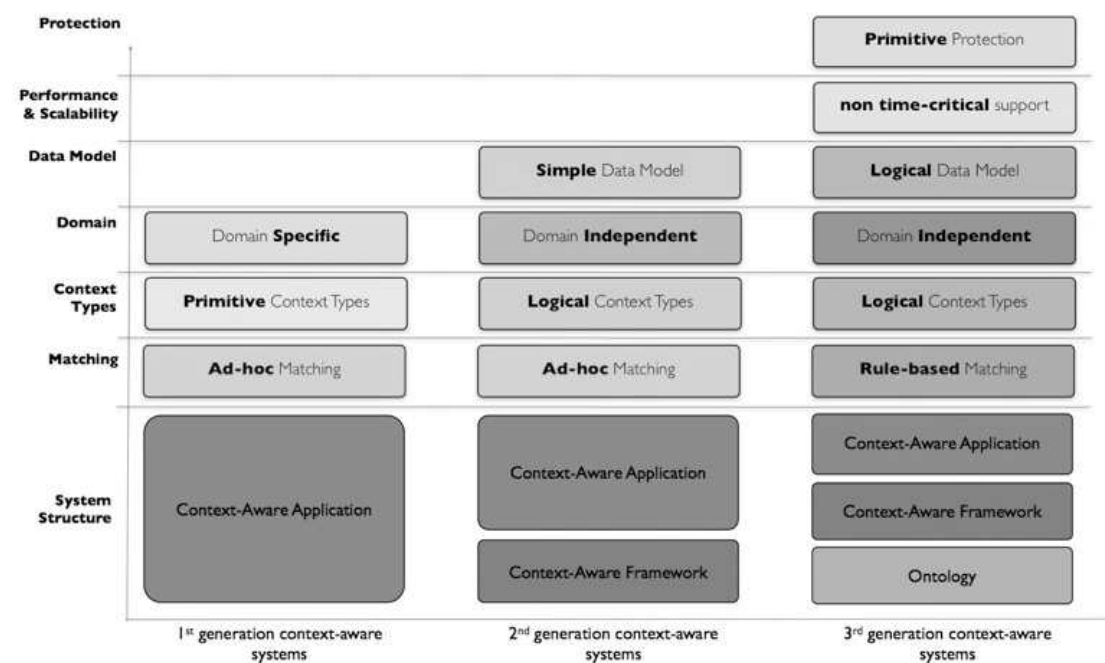 Protection
Primitive Protection
Performance
& Scalability
non time-critical support
Data Model
Simple Data Model
Logical Data Model
Domain
Domain Specific
Domain Independent
Domain Independent
Context
Types
Primitive Context Types
Logical Context Types
Logical Context Types
Matching
Ad-hoc Matching
Ad-hoc Matching
Rule-based Matching
System
Structure
Context-Aware Application
Context-Aware Application
Context-Aware Framework
Context-Aware Application
Context-Aware Framework
Ontology
1st generation context-aware
systems
2nd generation context-aware
systems
3rd generation context-aware
systems